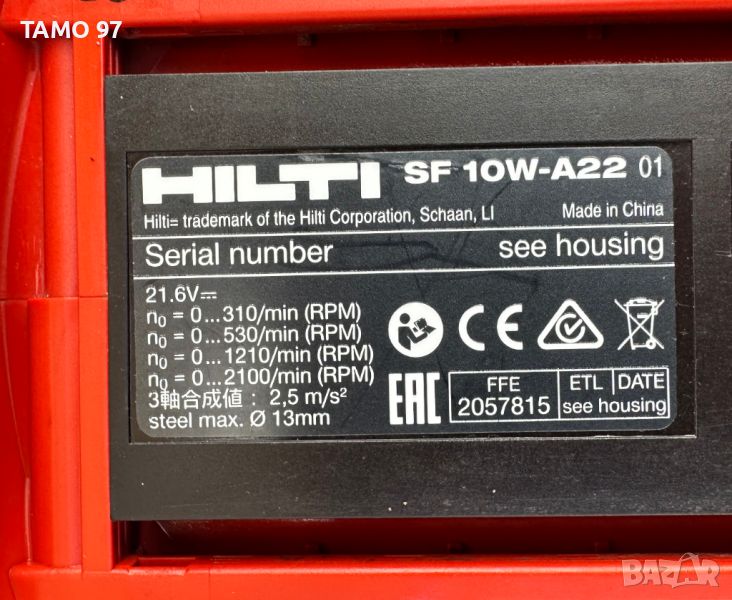 TAMO 97
HILTI SF 10W-A22 01
Hilti= trademark of the Hilti Corporation, Schaan, LI Made in China
Serial number see housing
21.6V⎓
n₀ = 0...310/min (RPM)
n₀ = 0...530/min (RPM)
n₀ = 0...1210/min (RPM)
n₀ = 0...2100/min (RPM)
3軸合成値： 2,5 m/s²
steel max. Ø 13mm
CE
EAC
FFE ETL DATE
2057815 see housing
BAZAR